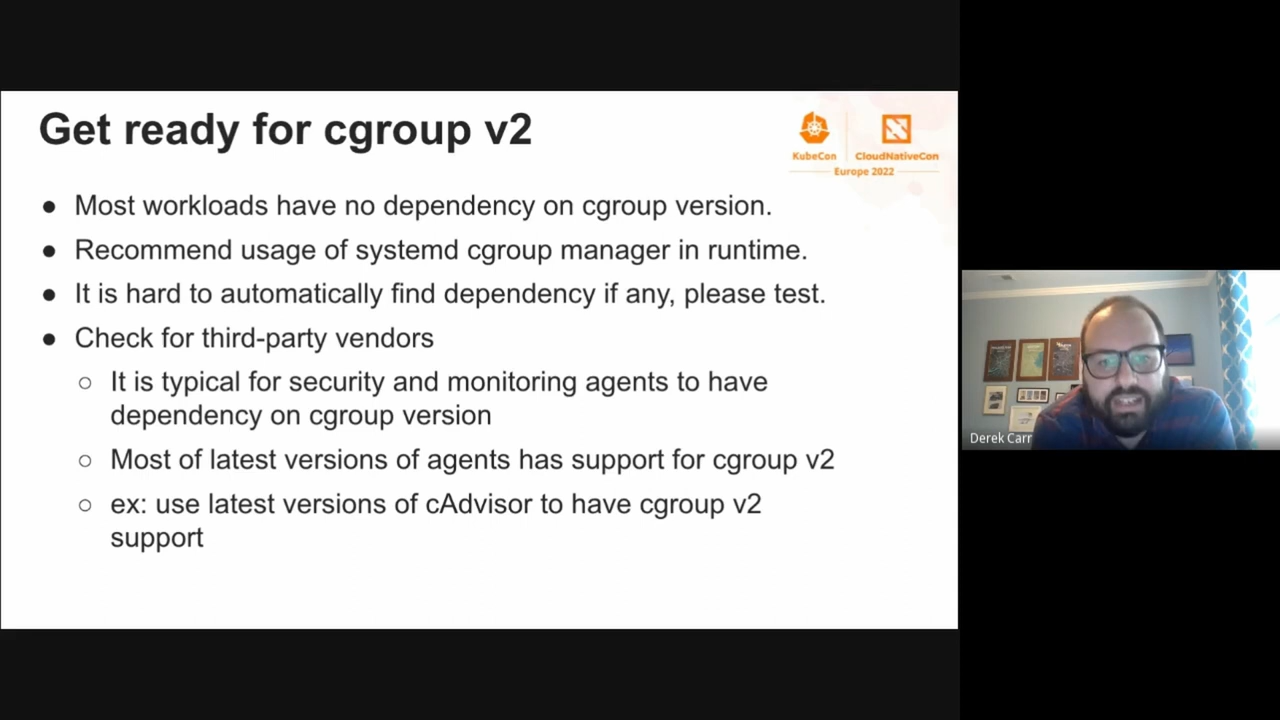 Get ready for cgroup v2
KubeCon
CloudNativeCon
Europe 2022
● Most workloads have no dependency on cgroup version.
● Recommend usage of systemd cgroup manager in runtime.
● It is hard to automatically find dependency if any, please test.
● Check for third-party vendors
○ It is typical for security and monitoring agents to have
dependency on cgroup version
○ Most of latest versions of agents has support for cgroup v2
○ ex: use latest versions of cAdvisor to have cgroup v2
support
Derek Carr